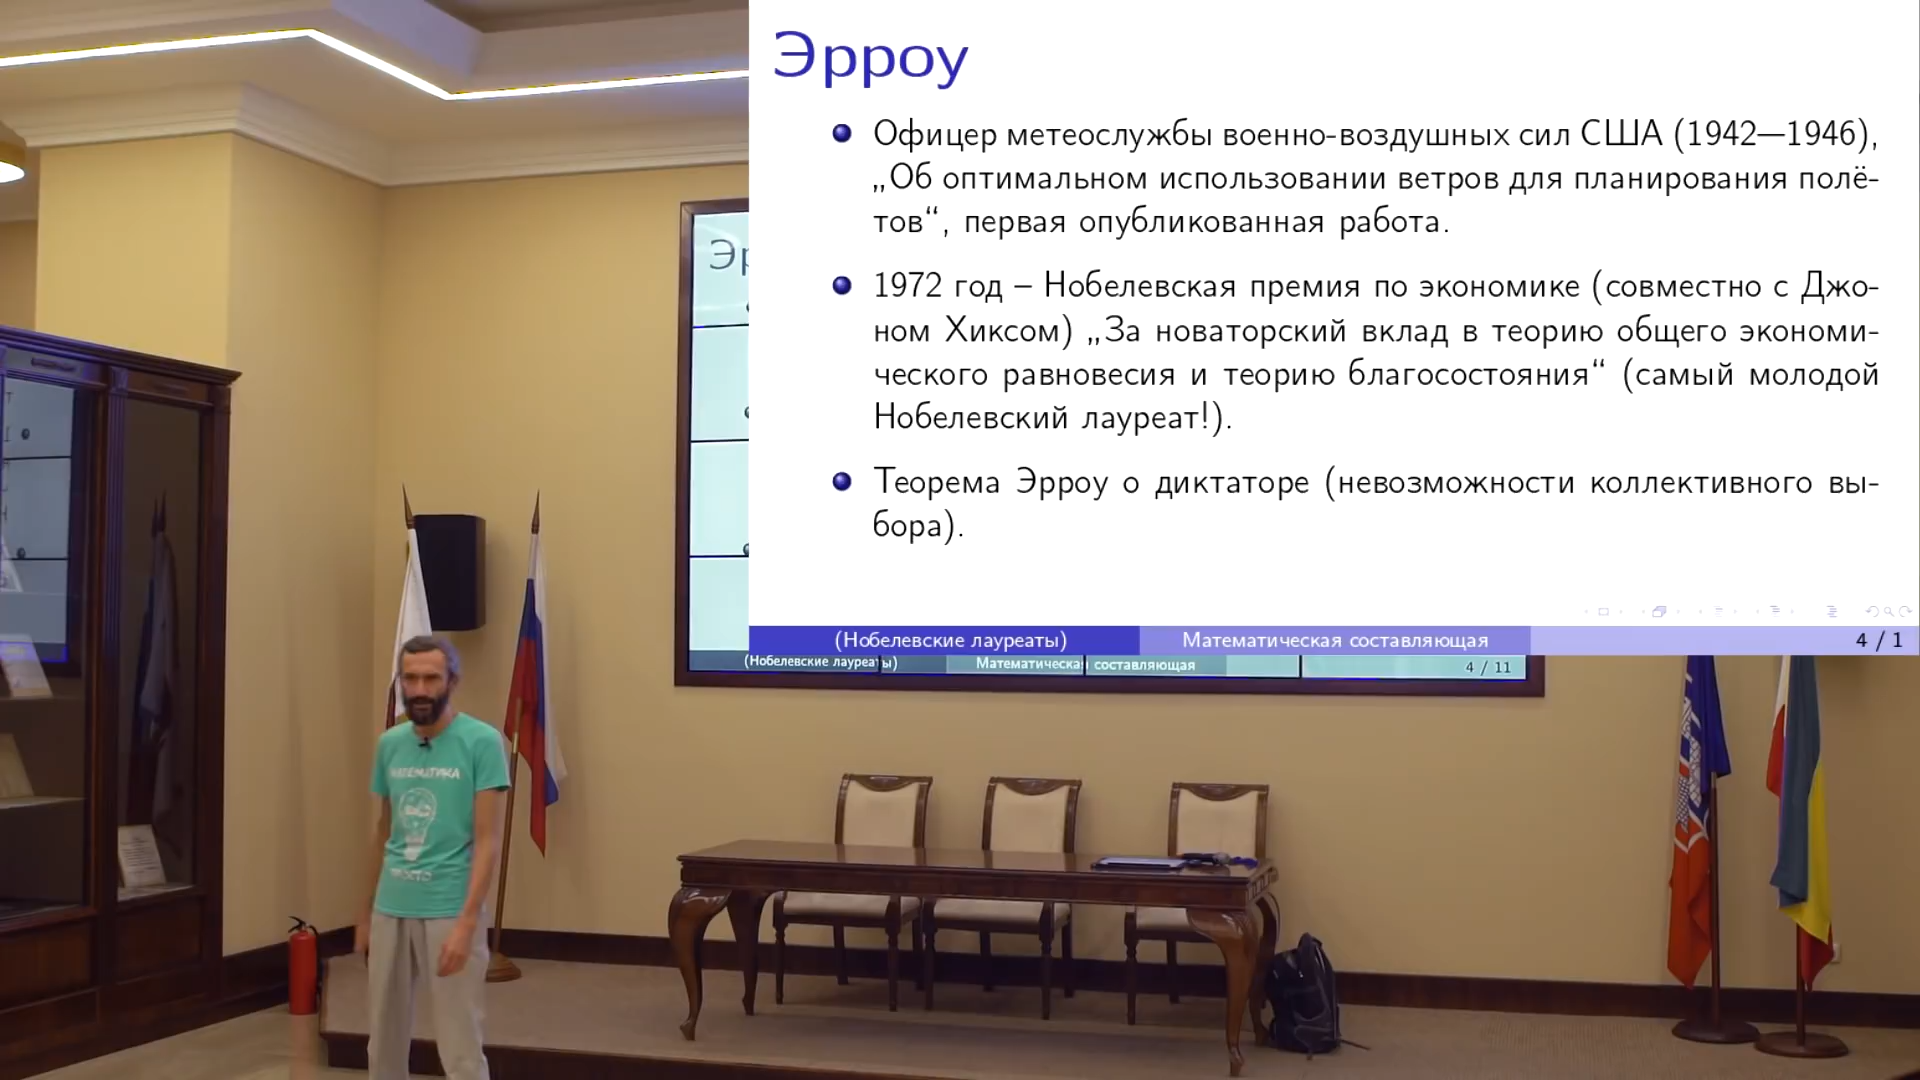 Эрроу
Офицер метеослужбы военно-воздушных сил США (1942—1946),
„Об оптимальном использовании ветров для планирования полё-
тов“, первая опубликованная работа.
1972 год – Нобелевская премия по экономике (совместно с Джо-
ном Хиксом) „За новаторский вклад в теорию общего экономи-
ческого равновесия и теорию благосостояния“ (самый молодой
Нобелевский лауреат!).
Теорема Эрроу о диктаторе (невозможности коллективного вы-
бора).
(Нобелевские лауреаты)
Математическая составляющая
4 / 1
Эр
(Нобелевские лауреаты)
Математическая составляющая
4 / 11
МАТЕМАТИКА
ПРОСТО